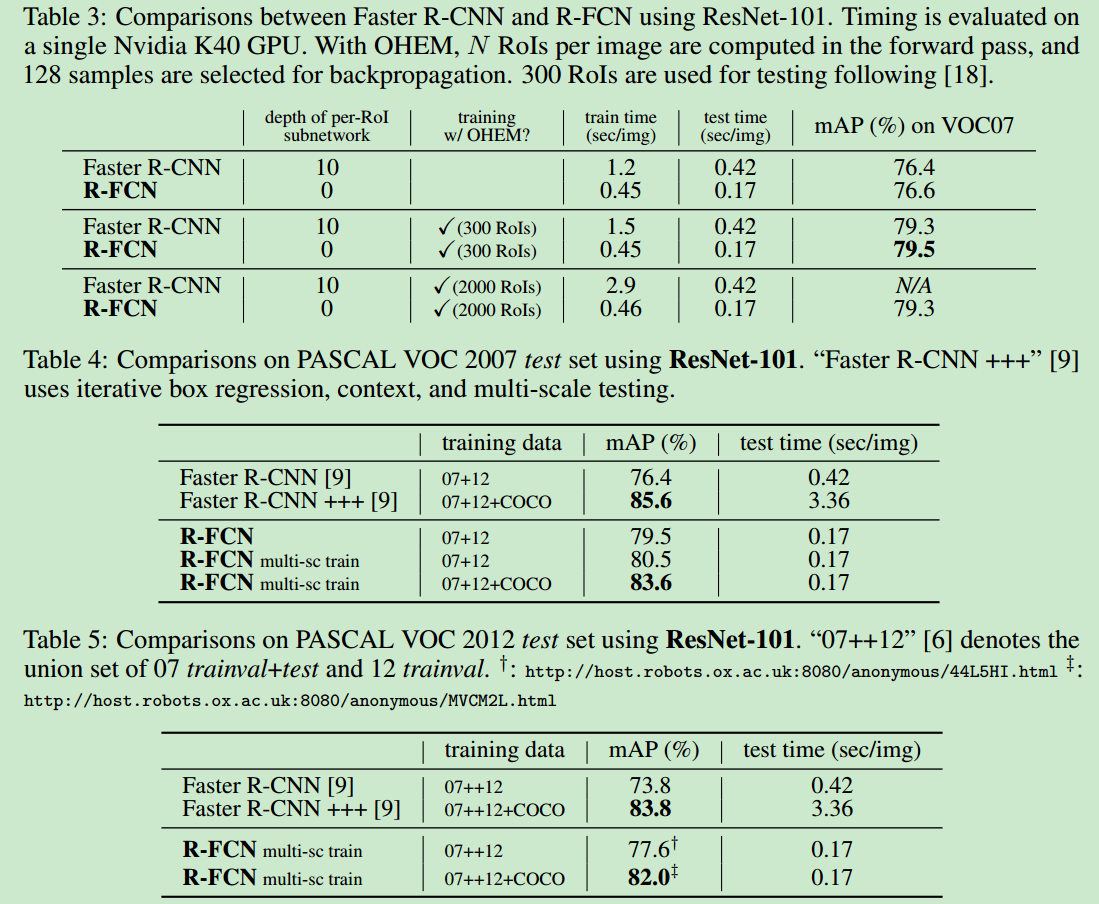 Table 3: Comparisons between Faster R-CNN and R-FCN using ResNet-101. Timing is evaluated on
a single Nvidia K40 GPU. With OHEM, N RoIs per image are computed in the forward pass, and
128 samples are selected for backpropagation. 300 RoIs are used for testing following [18].
depth of per-RoI subnetwork | training w/ OHEM? | train time (sec/img) | test time (sec/img) | mAP (%) on VOC07
Faster R-CNN | 10 | | 1.2 | 0.42 | 76.4
R-FCN | 0 | | 0.45 | 0.17 | 76.6
Faster R-CNN | 10 | ✓(300 RoIs) | 1.5 | 0.42 | 79.3
R-FCN | 0 | ✓(300 RoIs) | 0.45 | 0.17 | 79.5
Faster R-CNN | 10 | ✓(2000 RoIs) | 2.9 | 0.42 | N/A
R-FCN | 0 | ✓(2000 RoIs) | 0.46 | 0.17 | 79.3
Table 4: Comparisons on PASCAL VOC 2007 test set using ResNet-101. “Faster R-CNN +++” [9]
uses iterative box regression, context, and multi-scale testing.
training data | mAP (%) | test time (sec/img)
Faster R-CNN [9] | 07+12 | 76.4 | 0.42
Faster R-CNN +++ [9] | 07+12+COCO | 85.6 | 3.36
R-FCN | 07+12 | 79.5 | 0.17
R-FCN multi-sc train | 07+12 | 80.5 | 0.17
R-FCN multi-sc train | 07+12+COCO | 83.6 | 0.17
Table 5: Comparisons on PASCAL VOC 2012 test set using ResNet-101. “07++12” [6] denotes the
union set of 07 trainval+test and 12 trainval. †: http://host.robots.ox.ac.uk:8080/anonymous/44L5HI.html ‡:
http://host.robots.ox.ac.uk:8080/anonymous/MVCM2L.html
training data | mAP (%) | test time (sec/img)
Faster R-CNN [9] | 07++12 | 73.8 | 0.42
Faster R-CNN +++ [9] | 07++12+COCO | 83.8 | 3.36
R-FCN multi-sc train | 07++12 | 77.6† | 0.17
R-FCN multi-sc train | 07++12+COCO | 82.0‡ | 0.17